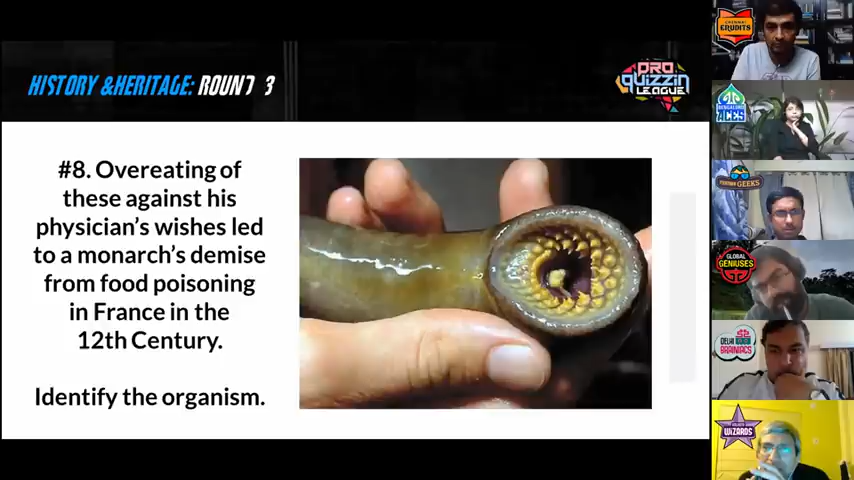 HISTORY &HERITAGE: ROUND 3
PRO
QUIZZIN
LEAGUE
#8. Overeating of
these against his
physician's wishes led
to a monarch's demise
from food poisoning
in France in the
12th Century.
Identify the organism.
ERUDITS
BENGALURU
ACES
GEEKS
GLOBAL
GENIUSES
DELHI
BRAINIACS
WIZARDS